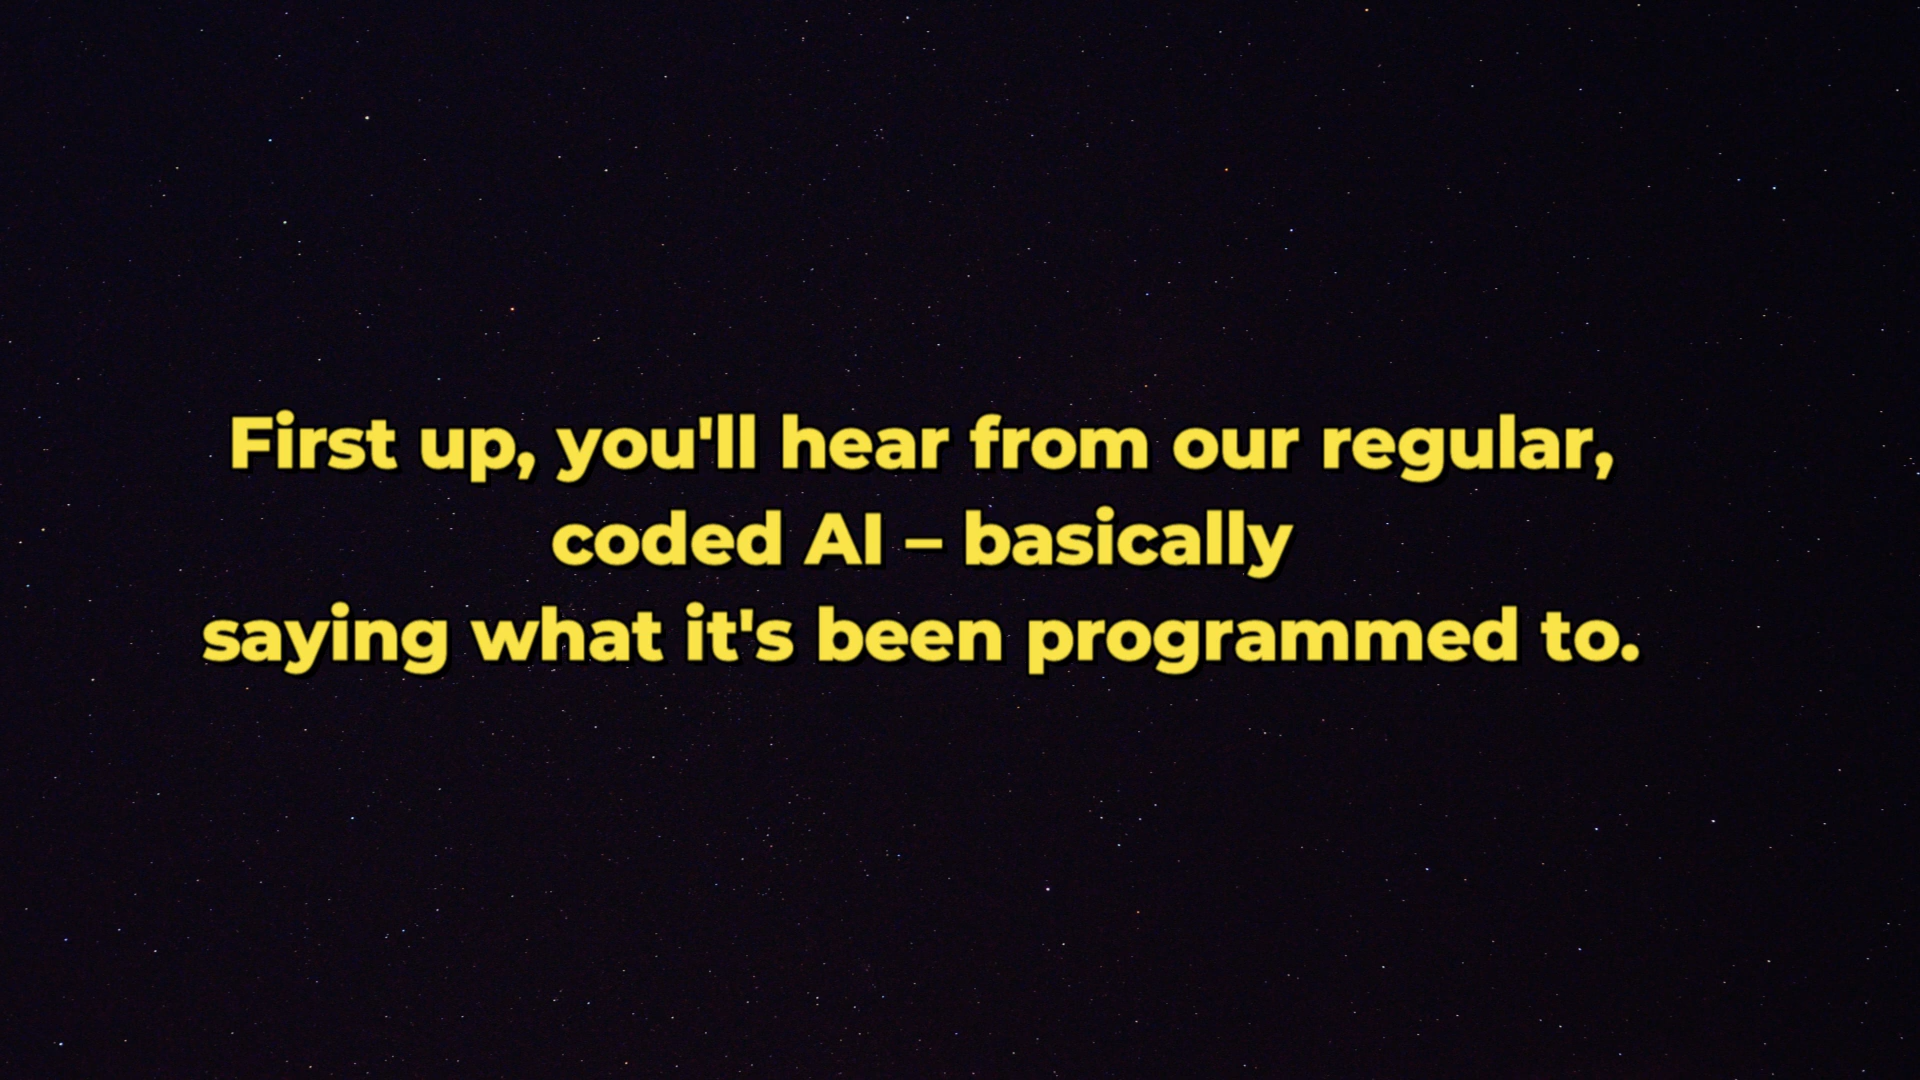 First up, you'll hear from our regular,
coded AI – basically
saying what it's been programmed to.